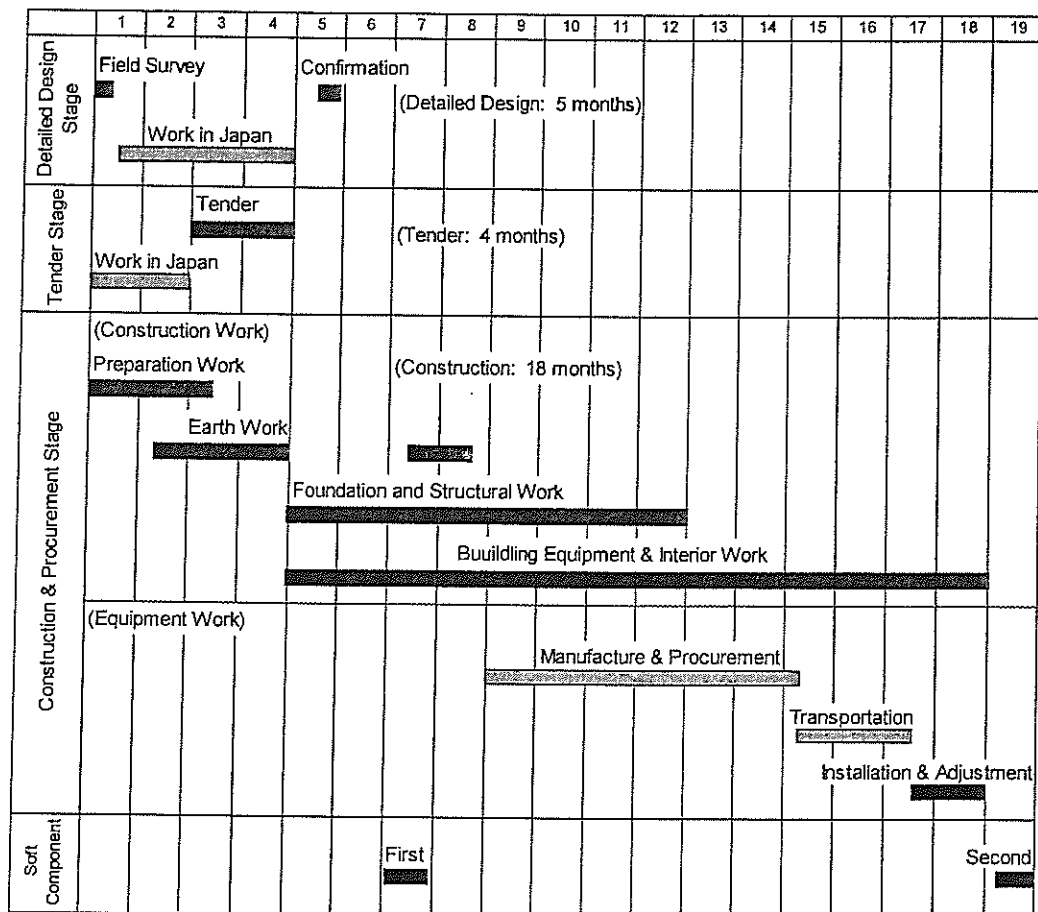 1 2 3 4 5 6 7 8 9 10 11 12 13 14 15 16 17 18 19
Detailed Design
Stage
Field Survey
Confirmation
(Detailed Design: 5 months)
Work in Japan
Tender Stage
Tender
(Tender: 4 months)
Work in Japan
Construction & Procurement Stage
(Construction Work)
Preparation Work
(Construction: 18 months)
Earth Work
Foundation and Structural Work
Buuilding Equipment & Interior Work
(Equipment Work)
Manufacture & Procurement
Transportation
Installation & Adjustment
Soft
Component
First
Second